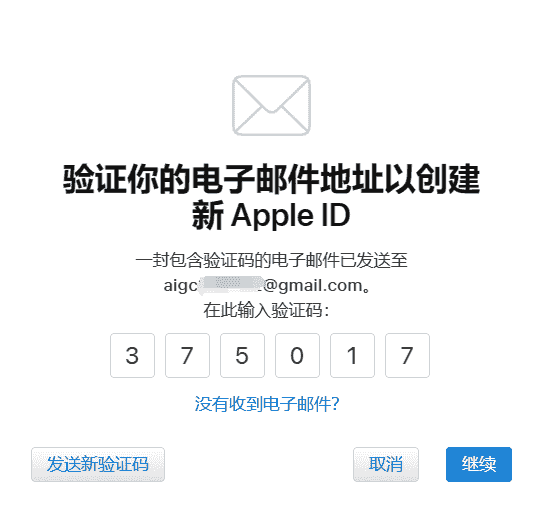 验证你的电子邮件地址以创建
新 Apple ID
一封包含验证码的电子邮件已发送至
aigc @gmail.com。
在此输入验证码：
3 7 5 0 1 7
没有收到电子邮件？
发送新验证码 取消 继续